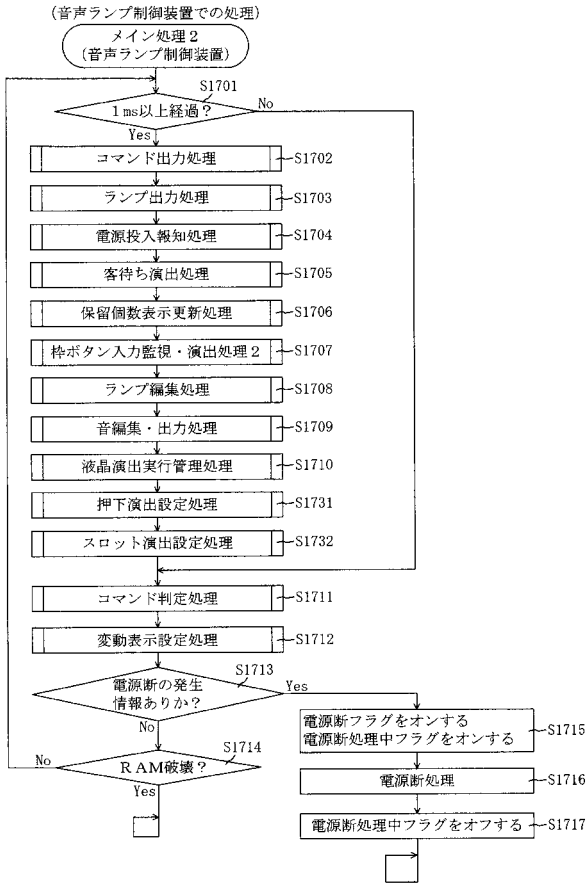 (音声ランプ制御装置での処理)
メイン処理2
(音声ランプ制御装置)
S1701
1ms以上経過?
No
Yes
コマンド出力処理
S1702
ランプ出力処理
S1703
電源投入報知処理
S1704
客待ち演出処理
S1705
保留個数表示更新処理
S1706
枠ボタン入力監視・演出処理2
S1707
ランプ編集処理
S1708
音編集・出力処理
S1709
液晶演出実行管理処理
S1710
押下演出設定処理
S1731
スロット演出設定処理
S1732
コマンド判定処理
S1711
変動表示設定処理
S1712
S1713
電源断の発生
情報ありか?
Yes
No
電源断フラグをオンする
電源断処理中フラグをオンする
S1715
S1714
RAM破壊?
No
Yes
電源断処理
S1716
電源断処理中フラグをオフする
S1717